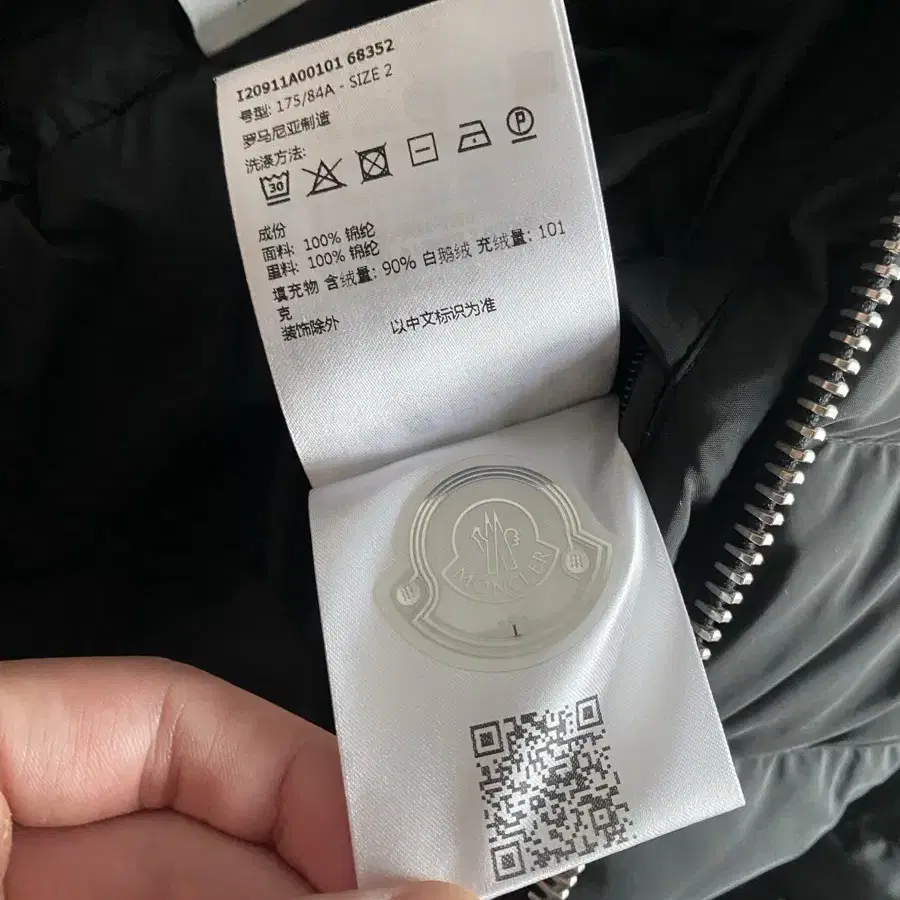 I20911A00101 68352
号型: 175/84A - SIZE 2
罗马尼亚制造
洗涤方法:
30
P
成份
面料: 100% 锦纶
里料: 100% 锦纶
填充物 含绒量: 90% 白鹅绒 充绒量: 101
克
装饰除外 以中文标识为准
MONCLER
I